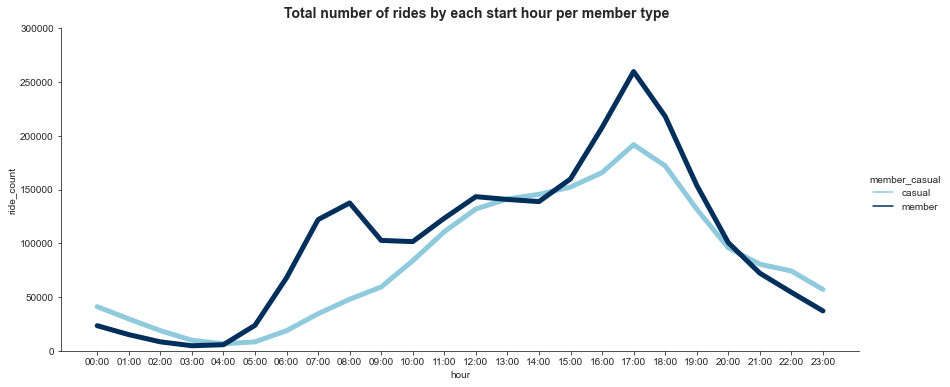 Total number of rides by each start hour per member type
300000
250000
200000
150000
100000
50000
0
ride_count
00:00 01:00 02:00 03:00 04:00 05:00 06:00 07:00 08:00 09:00 10:00 11:00 12:00 13:00 14:00 15:00 16:00 17:00 18:00 19:00 20:00 21:00 22:00 23:00
hour
member_casual
casual
member